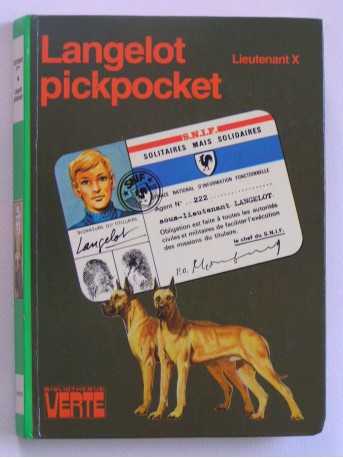 Langelot
pickpocket
Lieutenant X
S.N.I.F.
SOLITAIRES MAIS SOLIDAIRES
SERVICE NATIONAL D'INFORMATION FONCTIONNELLE
Agent N° 222
sous-lieutenant LANGELOT.
Obligation est faite à toutes les autorités
civiles et militaires de faciliter l'exécution
des missions du titulaire.
le chef du S.N.I.F.
P.O.
SNIF
SIGNATURE DU TITULAIRE
Langelot
BIBLIOTHEQUE
VERTE